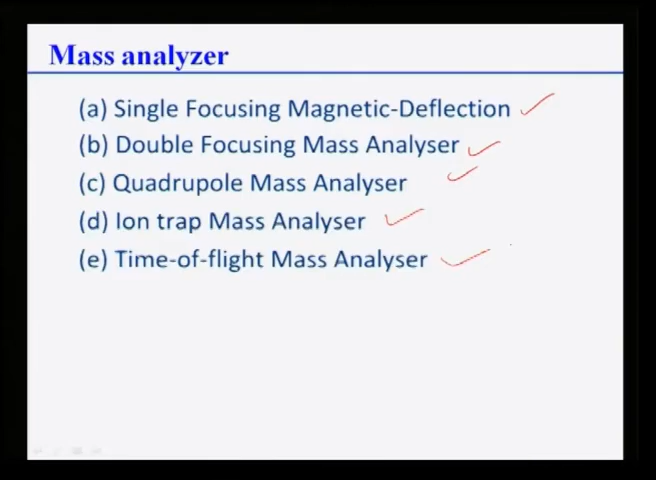 Mass analyzer
(a) Single Focusing Magnetic-Deflection
(b) Double Focusing Mass Analyser
(c) Quadrupole Mass Analyser
(d) Ion trap Mass Analyser
(e) Time-of-flight Mass Analyser